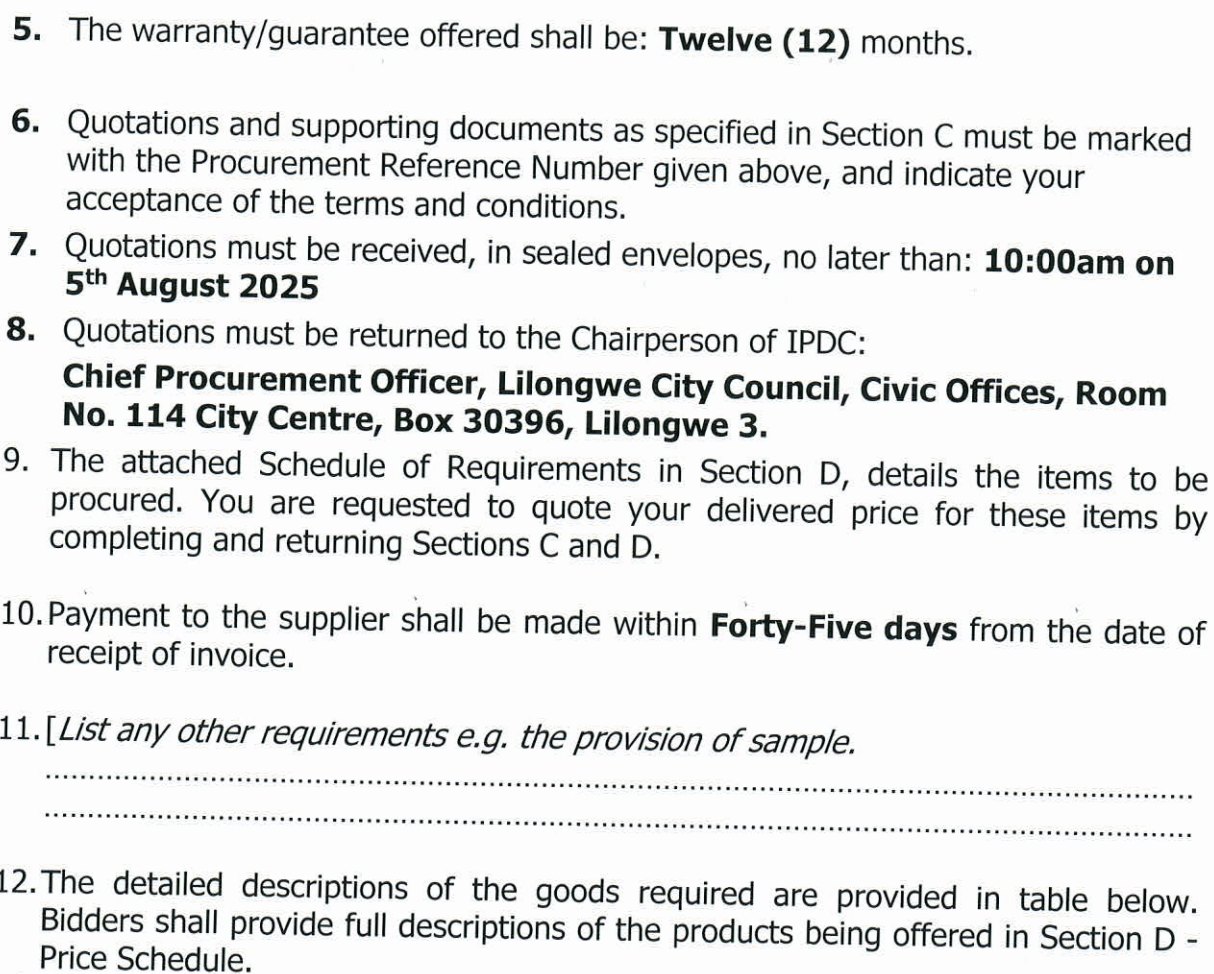 5. The warranty/guarantee offered shall be: Twelve (12) months.
6. Quotations and supporting documents as specified in Section C must be marked
with the Procurement Reference Number given above, and indicate your
acceptance of the terms and conditions.
7. Quotations must be received, in sealed envelopes, no later than: 10:00am on
5th August 2025
8. Quotations must be returned to the Chairperson of IPDC:
Chief Procurement Officer, Lilongwe City Council, Civic Offices, Room
No. 114 City Centre, Box 30396, Lilongwe 3.
9. The attached Schedule of Requirements in Section D, details the items to be
procured. You are requested to quote your delivered price for these items by
completing and returning Sections C and D.
10. Payment to the supplier shall be made within Forty-Five days from the date of
receipt of invoice.
11. [List any other requirements e.g. the provision of sample.
12. The detailed descriptions of the goods required are provided in table below.
Bidders shall provide full descriptions of the products being offered in Section D -
Price Schedule.